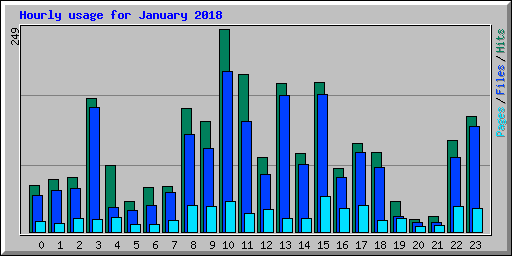 Hourly usage for January 2018
249
Pages/Files/Hits
0 1 2 3 4 5 6 7 8 9 10 11 12 13 14 15 16 17 18 19 20 21 22 23